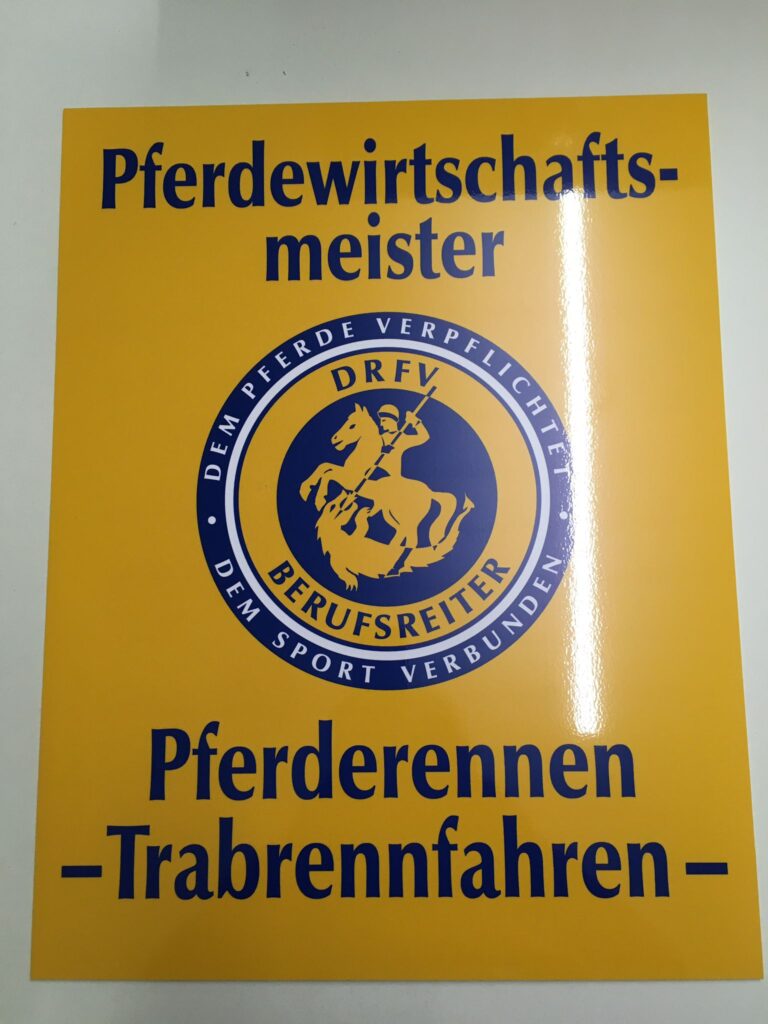 Pferdewirtschafts-
meister
DEM PFERDE VERPFLICHTET
DRFV
BERUFSREITER
• DEM SPORT VERBUNDEN •
Pferderennen
– Trabrennfahren –